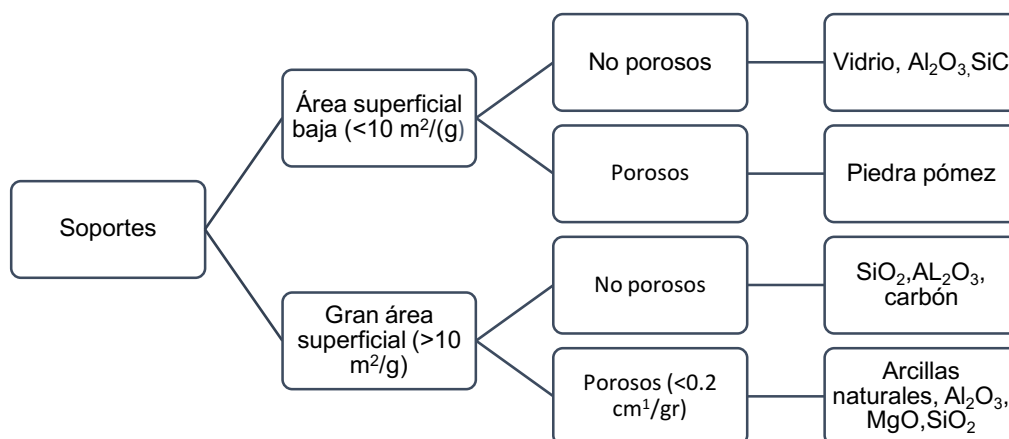 Soportes
Área superficial
baja (<10 m²/(g)
No porosos
Vidrio, Al₂O₃,SiC
Porosos
Piedra pómez
Gran área
superficial (>10
m²/g)
No porosos
SiO₂,AL₂O₃,
carbón
Porosos (<0.2
cm¹/gr)
Arcillas
naturales, Al₂O₃,
MgO,SiO₂